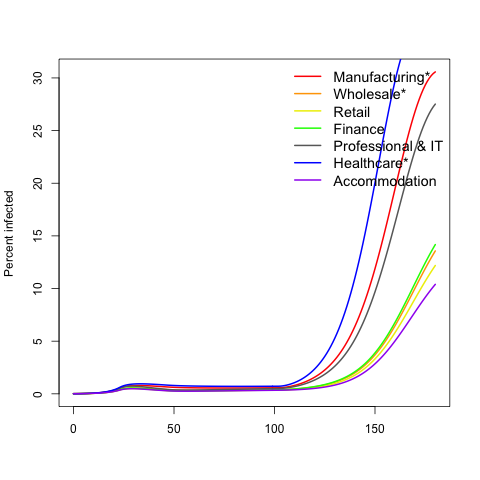 Manufacturing*
Wholesale*
Retail
Finance
Professional & IT
Healthcare*
Accommodation
Percent infected
30
25
20
15
10
5
0
0 50 100 150